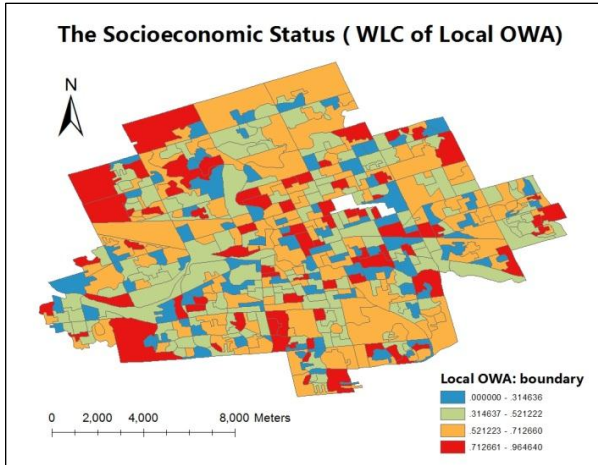 The Socioeconomic Status ( WLC of Local OWA)
N
0 2,000 4,000 8,000 Meters
Local OWA: boundary
.000000 - .314636
.314637 - .521222
.521223 - .712660
.712661 - .964640